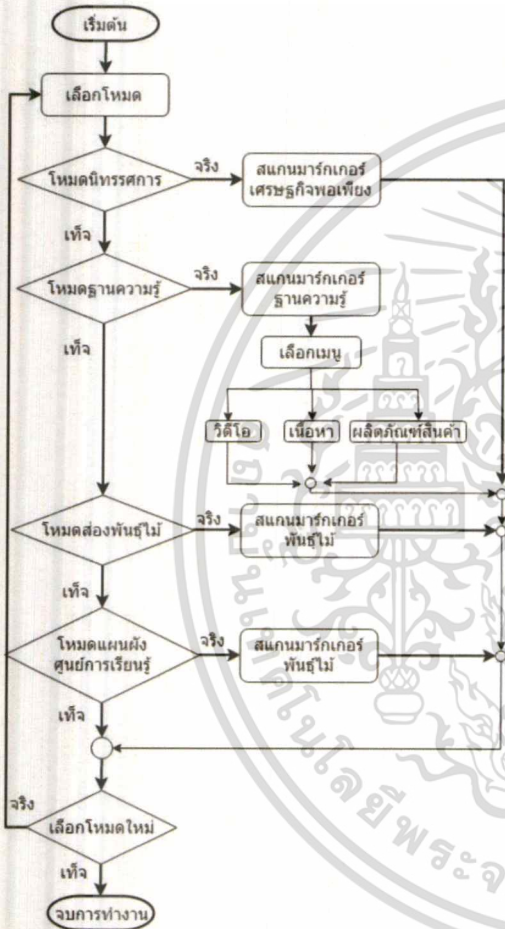 เริ่มต้น
เลือกโหมด
โหมดนิทรรศการ
จริง
สแกนมาร์กเกอร์
เศรษฐกิจพอเพียง
เท็จ
โหมดฐานความรู้
จริง
สแกนมาร์กเกอร์
ฐานความรู้
เท็จ
เลือกเมนู
วิดีโอ
เนื้อหา
ผลิตภัณฑ์สินค้า
โหมดส่องพันธุ์ไม้
จริง
สแกนมาร์กเกอร์
พันธุ์ไม้
เท็จ
โหมดแผนผัง
ศูนย์การเรียนรู้
จริง
สแกนมาร์กเกอร์
พันธุ์ไม้
เท็จ
จริง
เลือกโหมดใหม่
เท็จ
จบการทำงาน